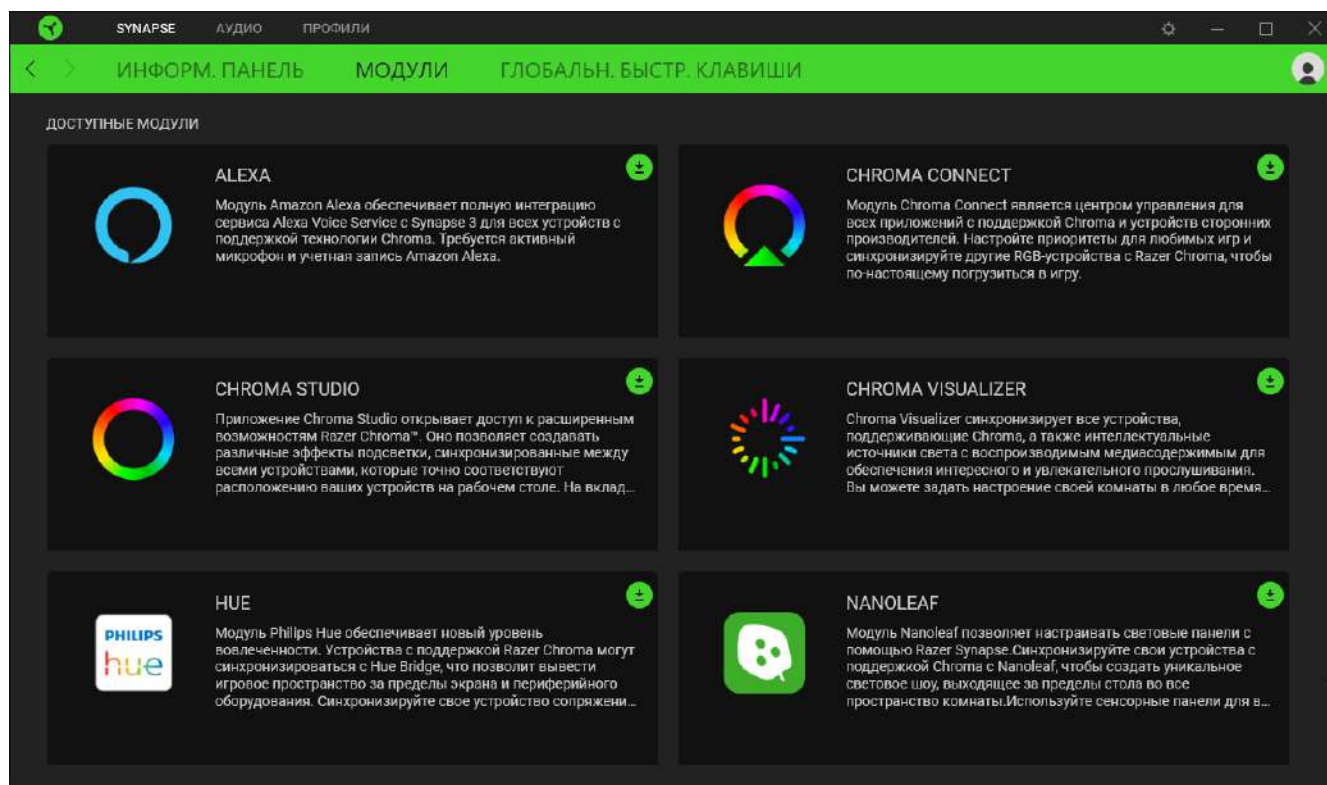 SYNAPSE АУДИО ПРОФИЛИ
ИНФОРМ. ПАНЕЛЬ МОДУЛИ ГЛОБАЛЬН. БЫСТР. КЛАВИШИ
ДОСТУПНЫЕ МОДУЛИ
ALEXA
Модуль Amazon Alexa обеспечивает полную интеграцию
сервиса Alexa Voice Service с Synapse 3 для всех устройств с
поддержкой технологии Chroma. Требуется активный
микрофон и учетная запись Amazon Alexa.
CHROMA CONNECT
Модуль Chroma Connect является центром управления для
всех приложений с поддержкой Chroma и устройств сторонних
производителей. Настройте приоритеты для любимых игр и
синхронизируйте другие RGB-устройства с Razer Chroma, чтобы
по-настоящему погрузиться в игру.
CHROMA STUDIO
Приложение Chroma Studio открывает доступ к расширенным
возможностям Razer Chroma™. Оно позволяет создавать
различные эффекты подсветки, синхронизированные между
всеми устройствами, которые точно соответствуют
расположению ваших устройств на рабочем столе. На вклад...
CHROMA VISUALIZER
Chroma Visualizer синхронизирует все устройства,
поддерживающие Chroma, а также интеллектуальные
источники света с воспроизводимым медиасодержимым для
обеспечения интересного и увлекательного прослушивания.
Вы можете задать настроение своей комнаты в любое время...
PHILIPS
hue
HUE
Модуль Philips Hue обеспечивает новый уровень
вовлеченности. Устройства с поддержкой Razer Chroma могут
синхронизироваться с Hue Bridge, что позволит вывести
игровое пространство за пределы экрана и периферийного
оборудования. Синхронизируйте свое устройство сопряжени...
NANOLEAF
Модуль Nanoleaf позволяет настраивать световые панели с
помощью Razer Synapse.Синхронизируйте свои устройства с
поддержкой Chroma с Nanoleaf, чтобы создать уникальное
световое шоу, выходящее за пределы стола во все
пространство комнаты.Используйте сенсорные панели для в...